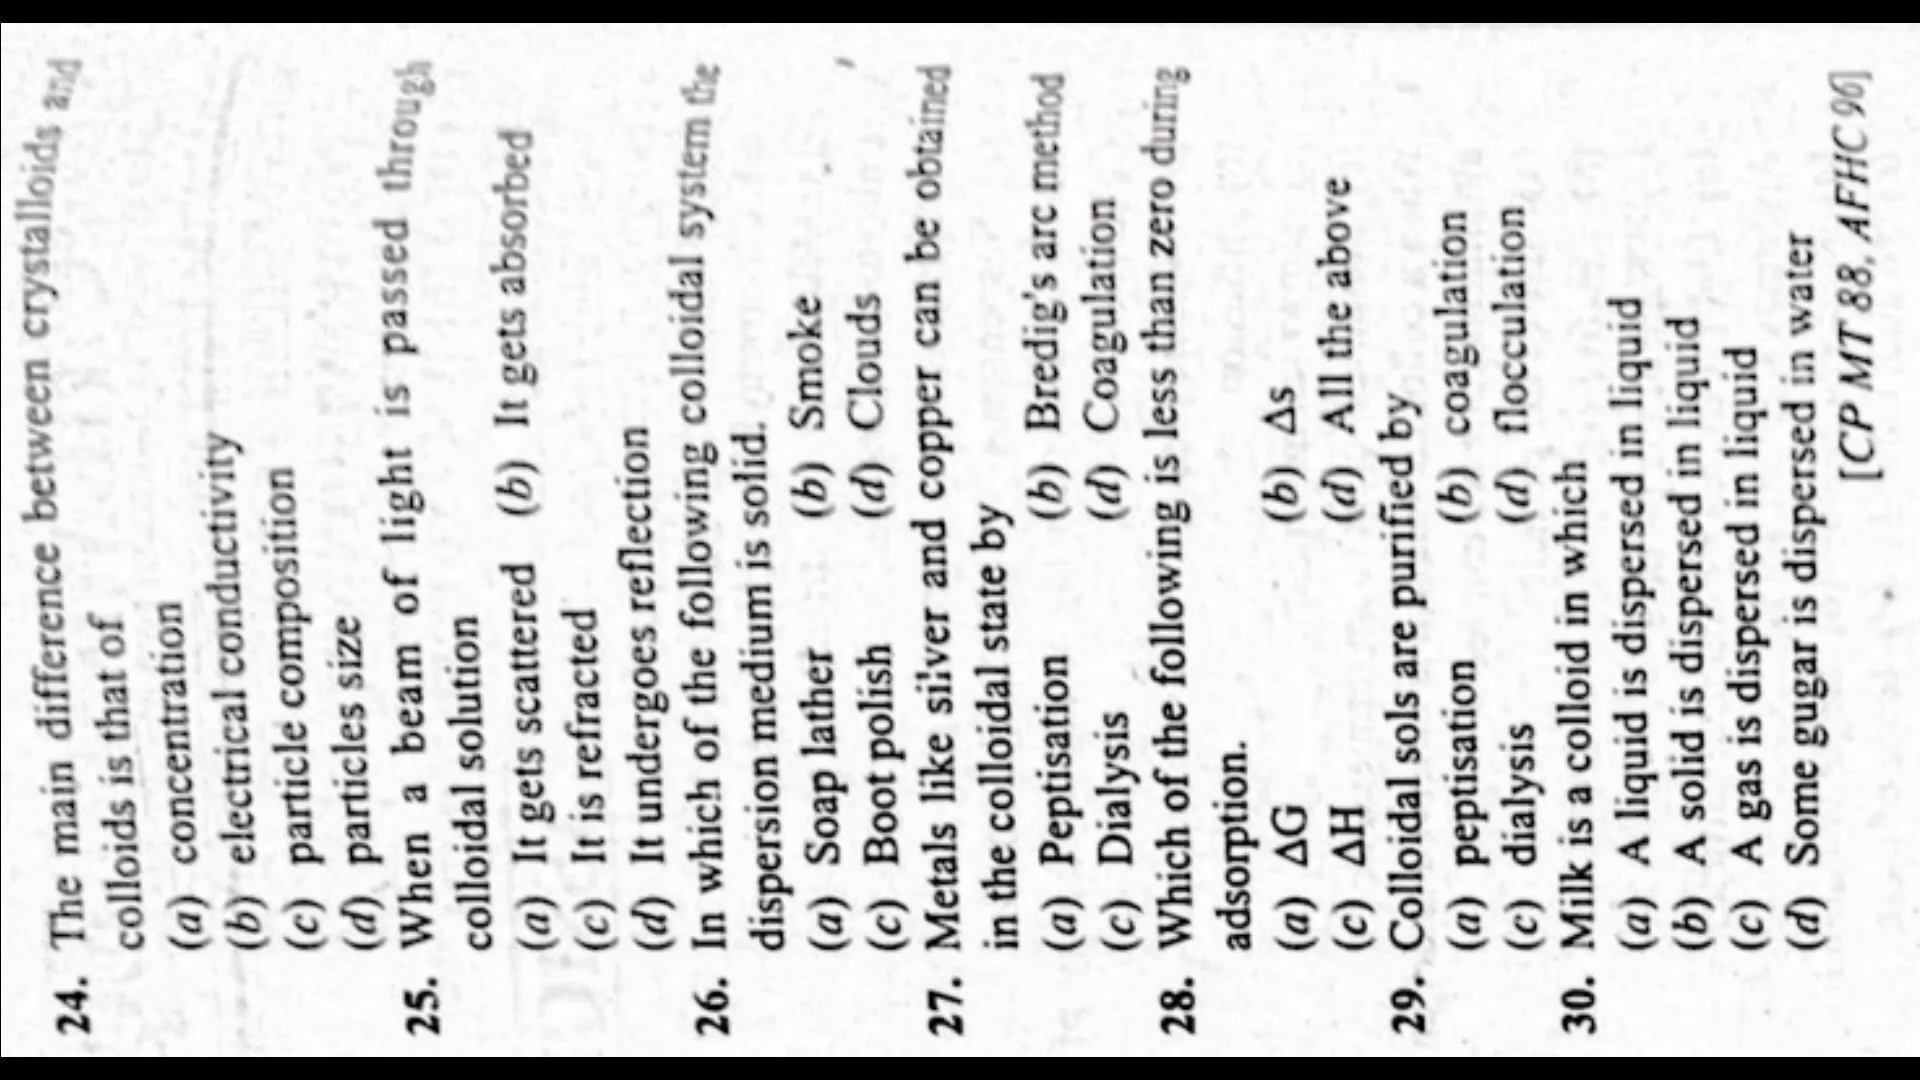 24. The main difference between crystalloids and
colloids is that of
(a) concentration
(b) electrical conductivity
(c) particle composition
(d) particles size
25. When a beam of light is passed through
colloidal solution
(a) It gets scattered (b) It gets absorbed
(c) It is refracted
(d) It undergoes reflection
26. In which of the following colloidal system the
dispersion medium is solid.
(a) Soap lather (b) Smoke
(c) Boot polish (d) Clouds
27. Metals like silver and copper can be obtained
in the colloidal state by
(a) Peptisation (b) Bredig's arc method
(c) Dialysis (d) Coagulation
28. Which of the following is less than zero during
adsorption.
(a) ΔG (b) Δs
(c) ΔH (d) All the above
29. Colloidal sols are purified by
(a) peptisation (b) coagulation
(c) dialysis (d) flocculation
30. Milk is a colloid in which
(a) A liquid is dispersed in liquid
(b) A solid is dispersed in liquid
(c) A gas is dispersed in liquid
(d) Some gugar is dispersed in water
[CP MT 88, AFHC 96]